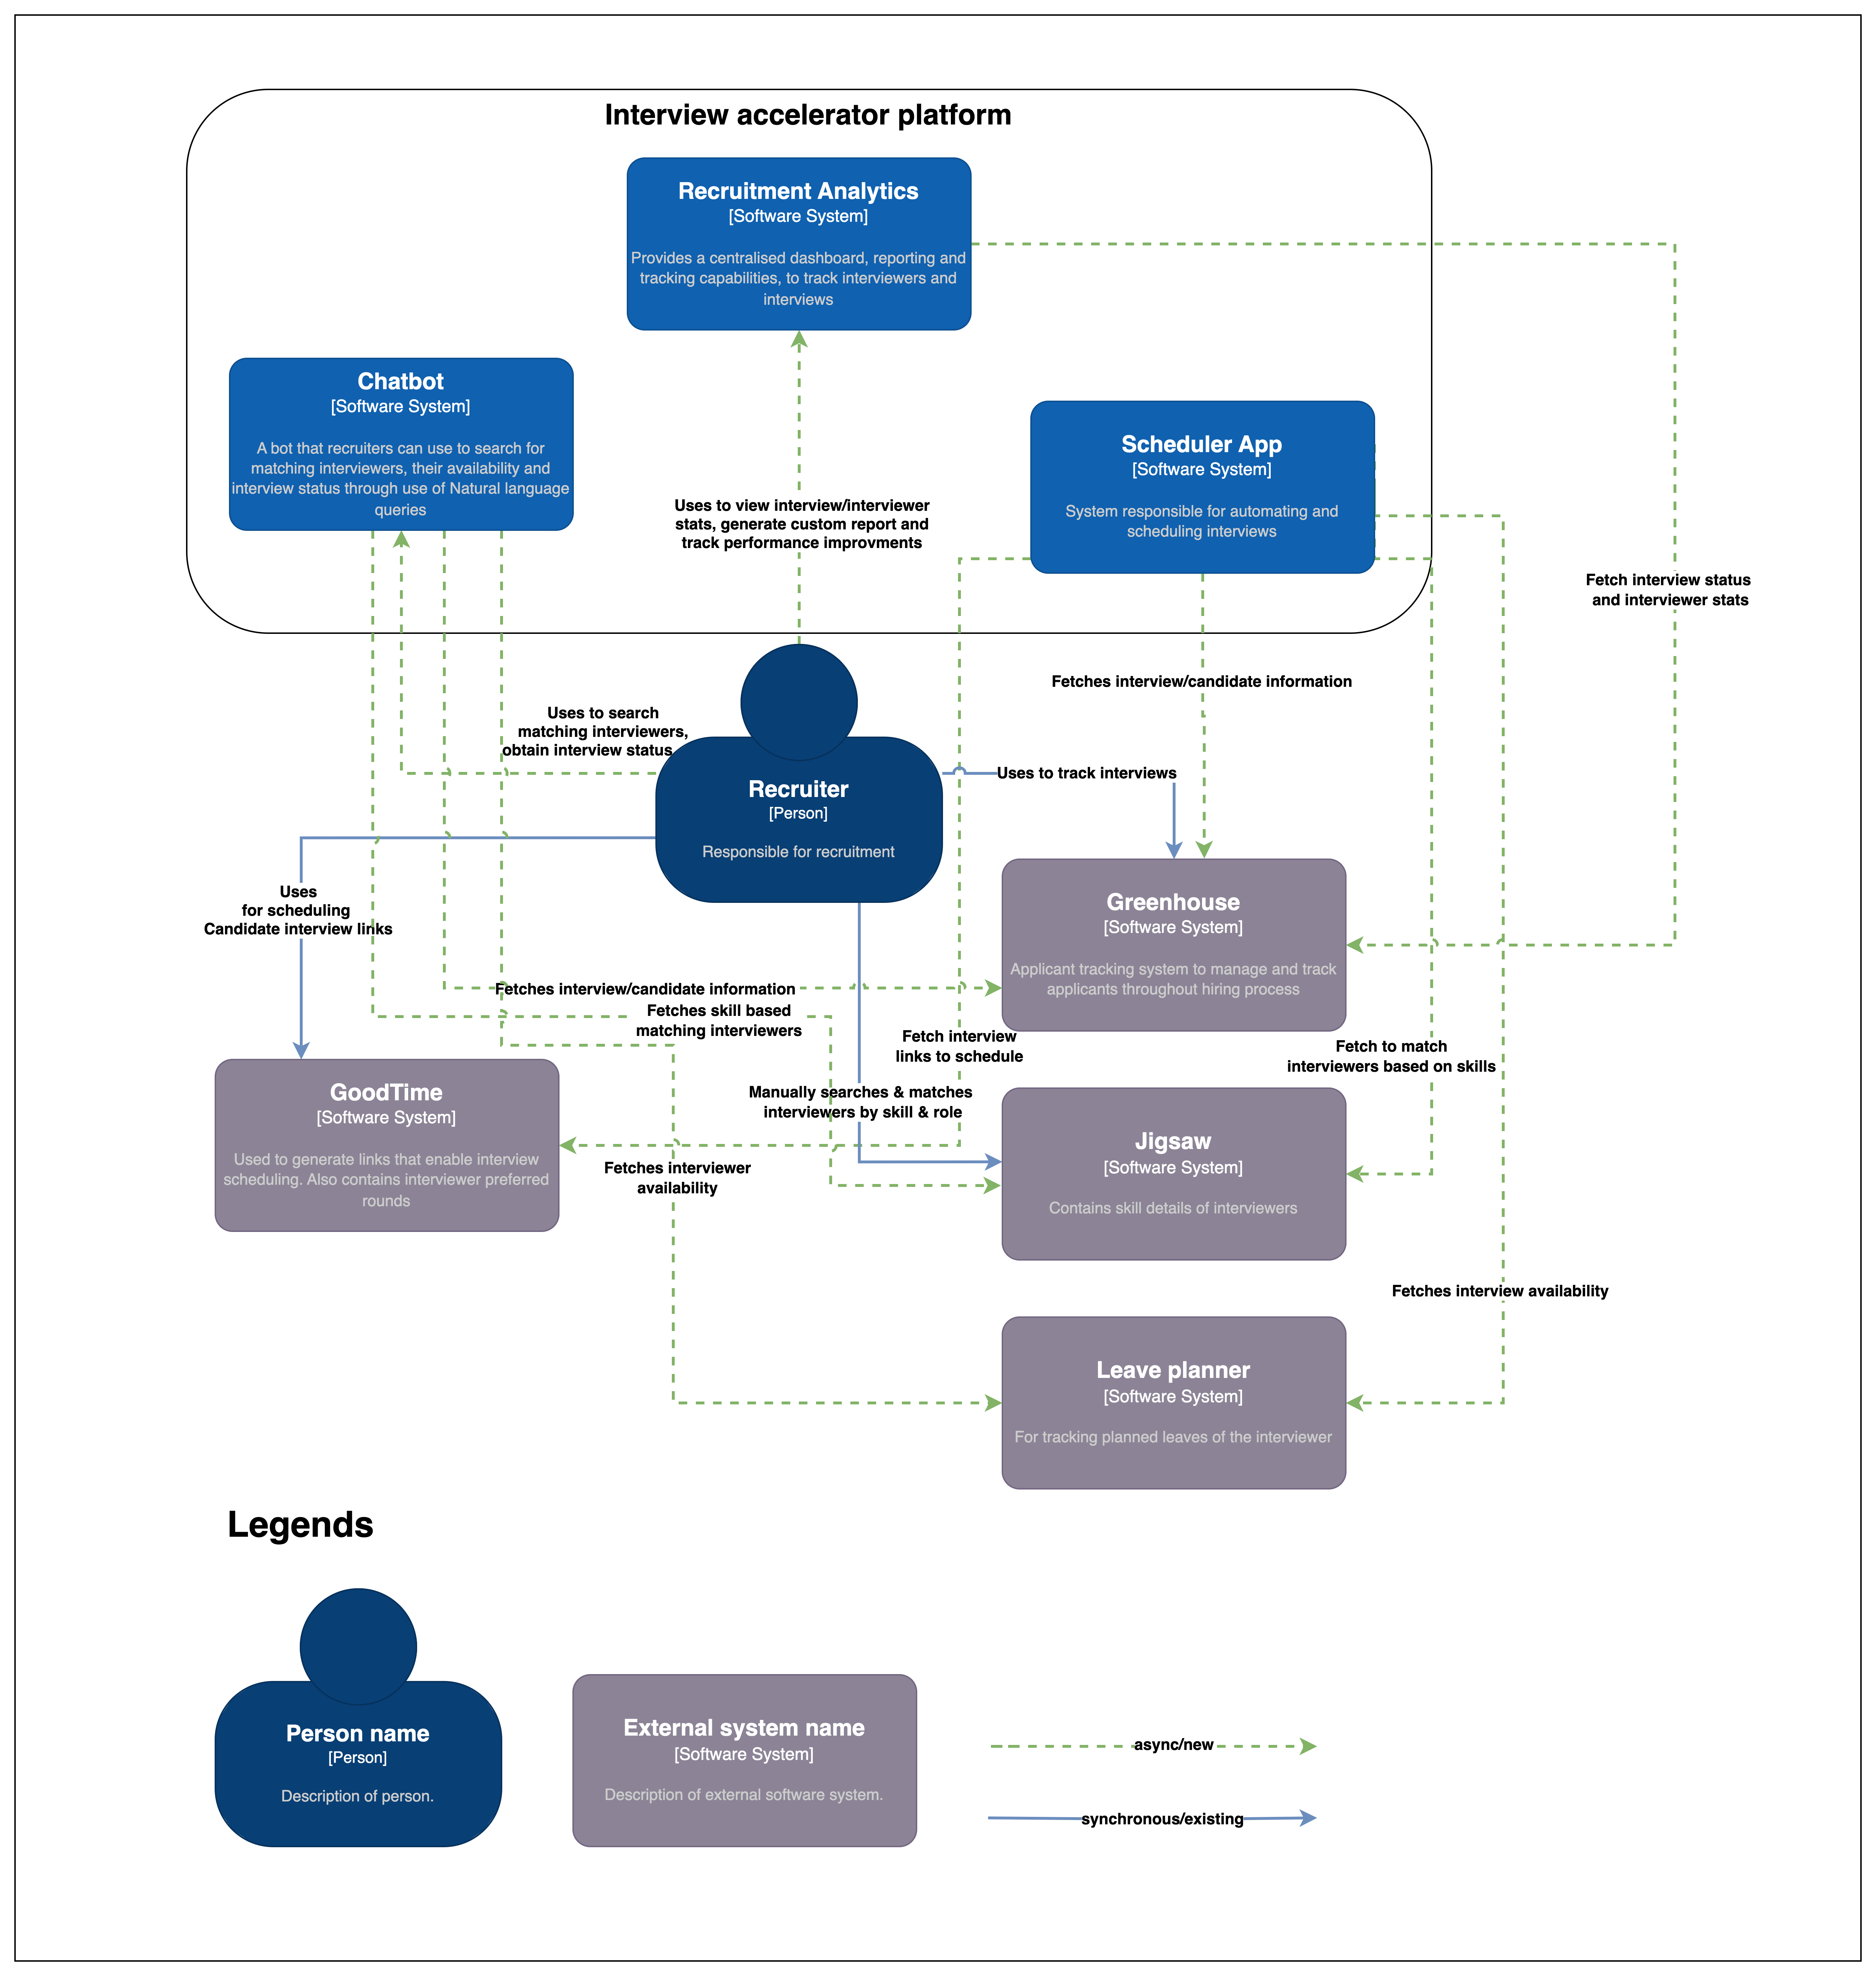 Interview accelerator platform
Recruitment Analytics
[Software System]
Provides a centralised dashboard, reporting and
tracking capabilities, to track interviewers and
interviews
Chatbot
[Software System]
A bot that recruiters can use to search for
matching interviewers, their availability and
interview status through use of Natural language
queries
Scheduler App
[Software System]
System responsible for automating and
scheduling interviews
Uses to view interview/interviewer
stats, generate custom report and
track performance improvments
Fetch interview status
and interviewer stats
Fetches interview/candidate information
Uses to search
matching interviewers,
obtain interview status
Uses to track interviews
Recruiter
[Person]
Responsible for recruitment
Uses
for scheduling
Candidate interview links
Greenhouse
[Software System]
Applicant tracking system to manage and track
applicants throughout hiring process
Fetches interview/candidate information
Fetches skill based
matching interviewers
Fetch interview
links to schedule
Fetch to match
interviewers based on skills
Manually searches & matches
interviewers by skill & role
GoodTime
[Software System]
Used to generate links that enable interview
scheduling. Also contains interviewer preferred
rounds
Jigsaw
[Software System]
Contains skill details of interviewers
Fetches interviewer
availability
Fetches interview availability
Leave planner
[Software System]
For tracking planned leaves of the interviewer
Legends
Person name
[Person]
Description of person.
External system name
[Software System]
Description of external software system.
async/new
synchronous/existing